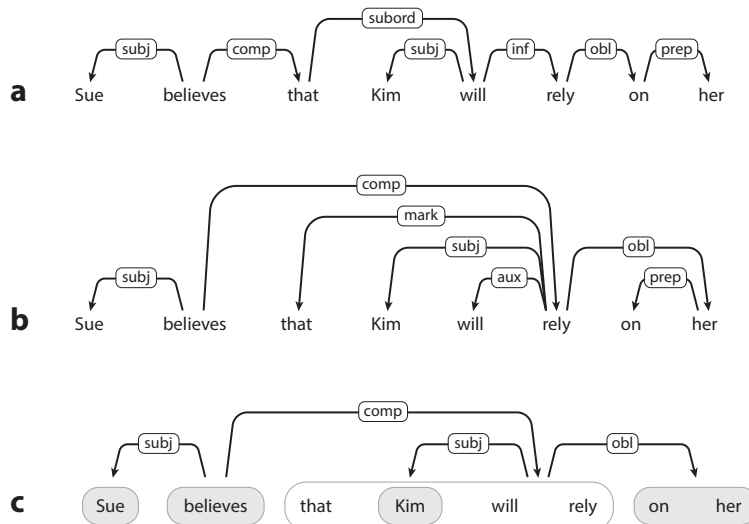 subord
subj comp subj inf obl prep
a Sue believes that Kim will rely on her
comp
mark
subj obl
subj aux prep
b Sue believes that Kim will rely on her
comp
subj subj obl
c Sue believes that Kim will rely on her